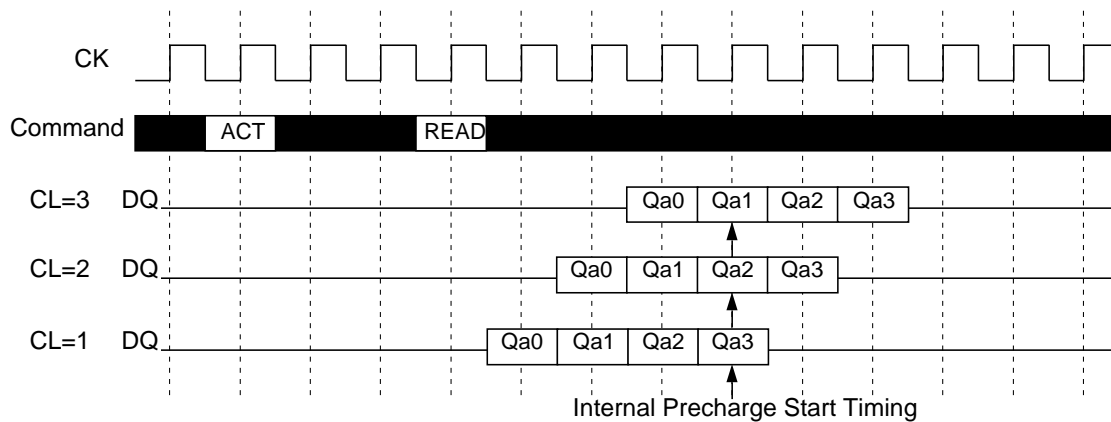 CK
Command ACT READ
CL=3 DQ Qa0 Qa1 Qa2 Qa3
CL=2 DQ Qa0 Qa1 Qa2 Qa3
CL=1 DQ Qa0 Qa1 Qa2 Qa3
Internal Precharge Start Timing